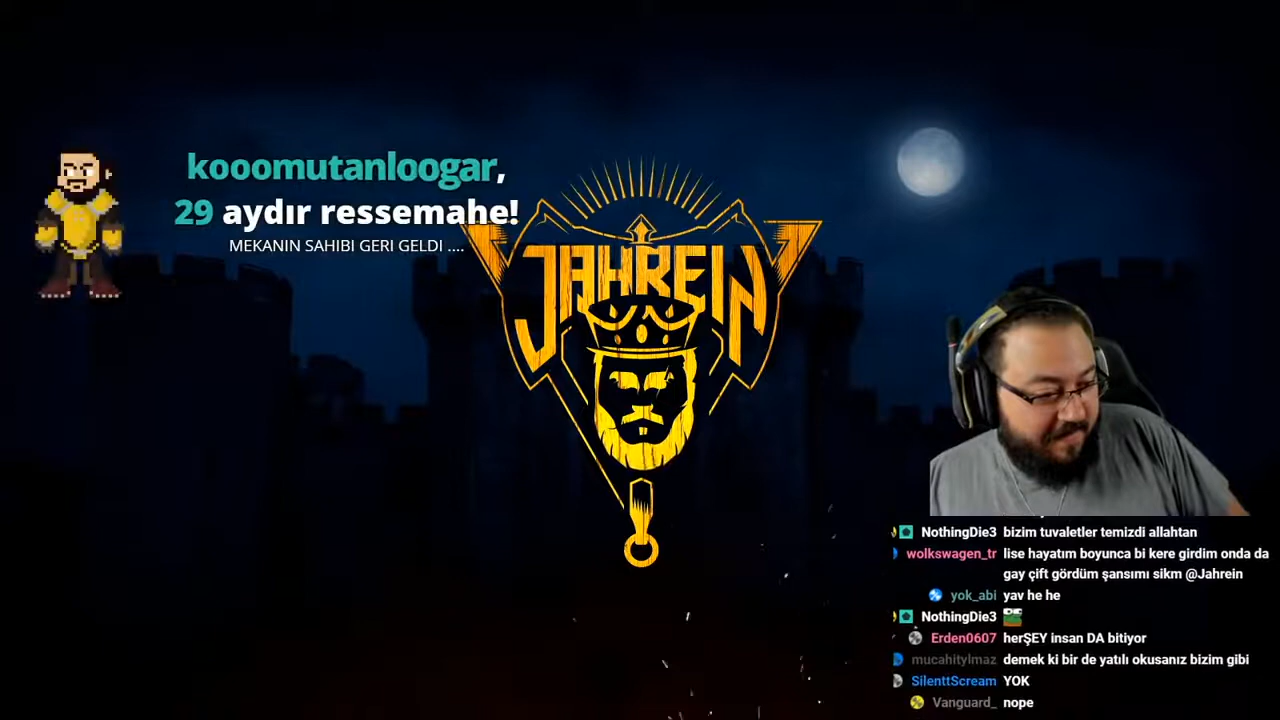 kooomutanloogar,
29 aydır ressemahe!
MEKANIN SAHIBI GERI GELDI ....
JAHREIN
NothingDie3 bizim tuvaletler temizdi allahtan
wolkswagen_tr lise hayatım boyunca bi kere girdim onda da
gay çift gördüm şansımı sikm @Jahrein
yok_abi yav he he
NothingDie3
Erden0607 herŞEY insan DA bitiyor
mucahitylmaz demek ki bir de yatılı okusanız bizim gibi
SilenttScream YOK
Vanguard_ nope